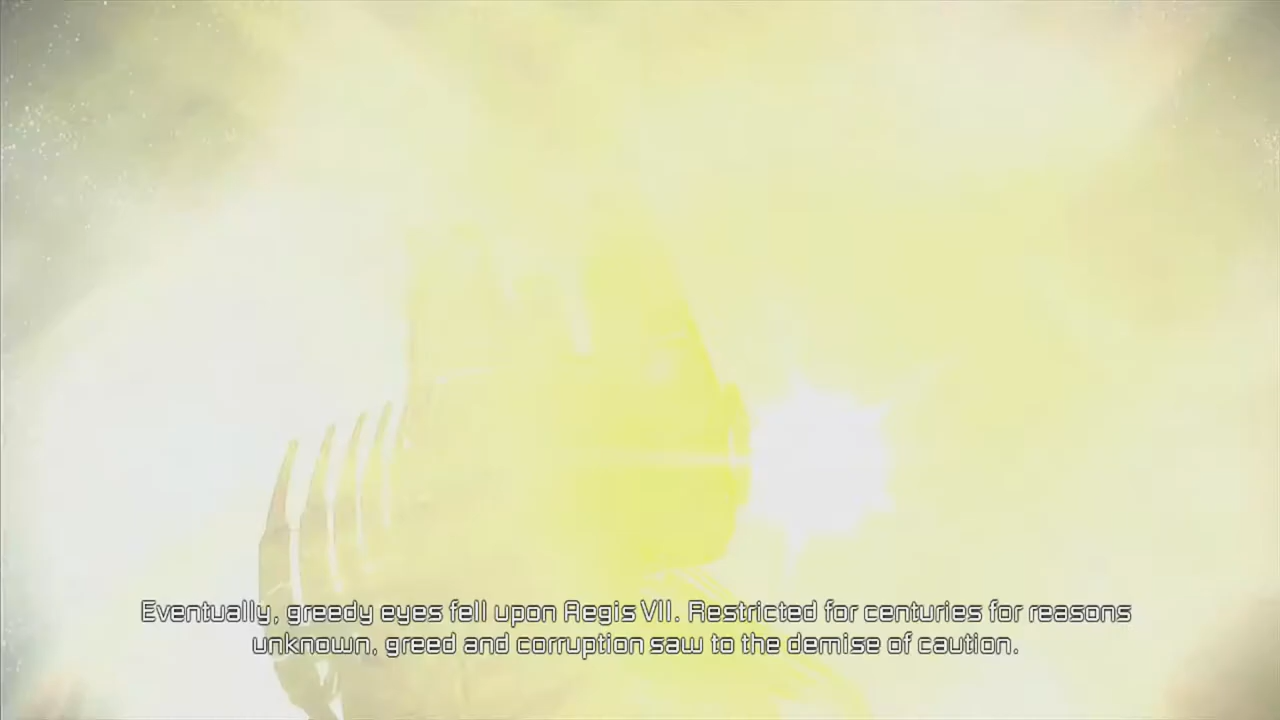 Eventually, greedy eyes fell upon Aegis VII. Restricted for centuries for reasons
unknown, greed and corruption saw to the demise of caution.